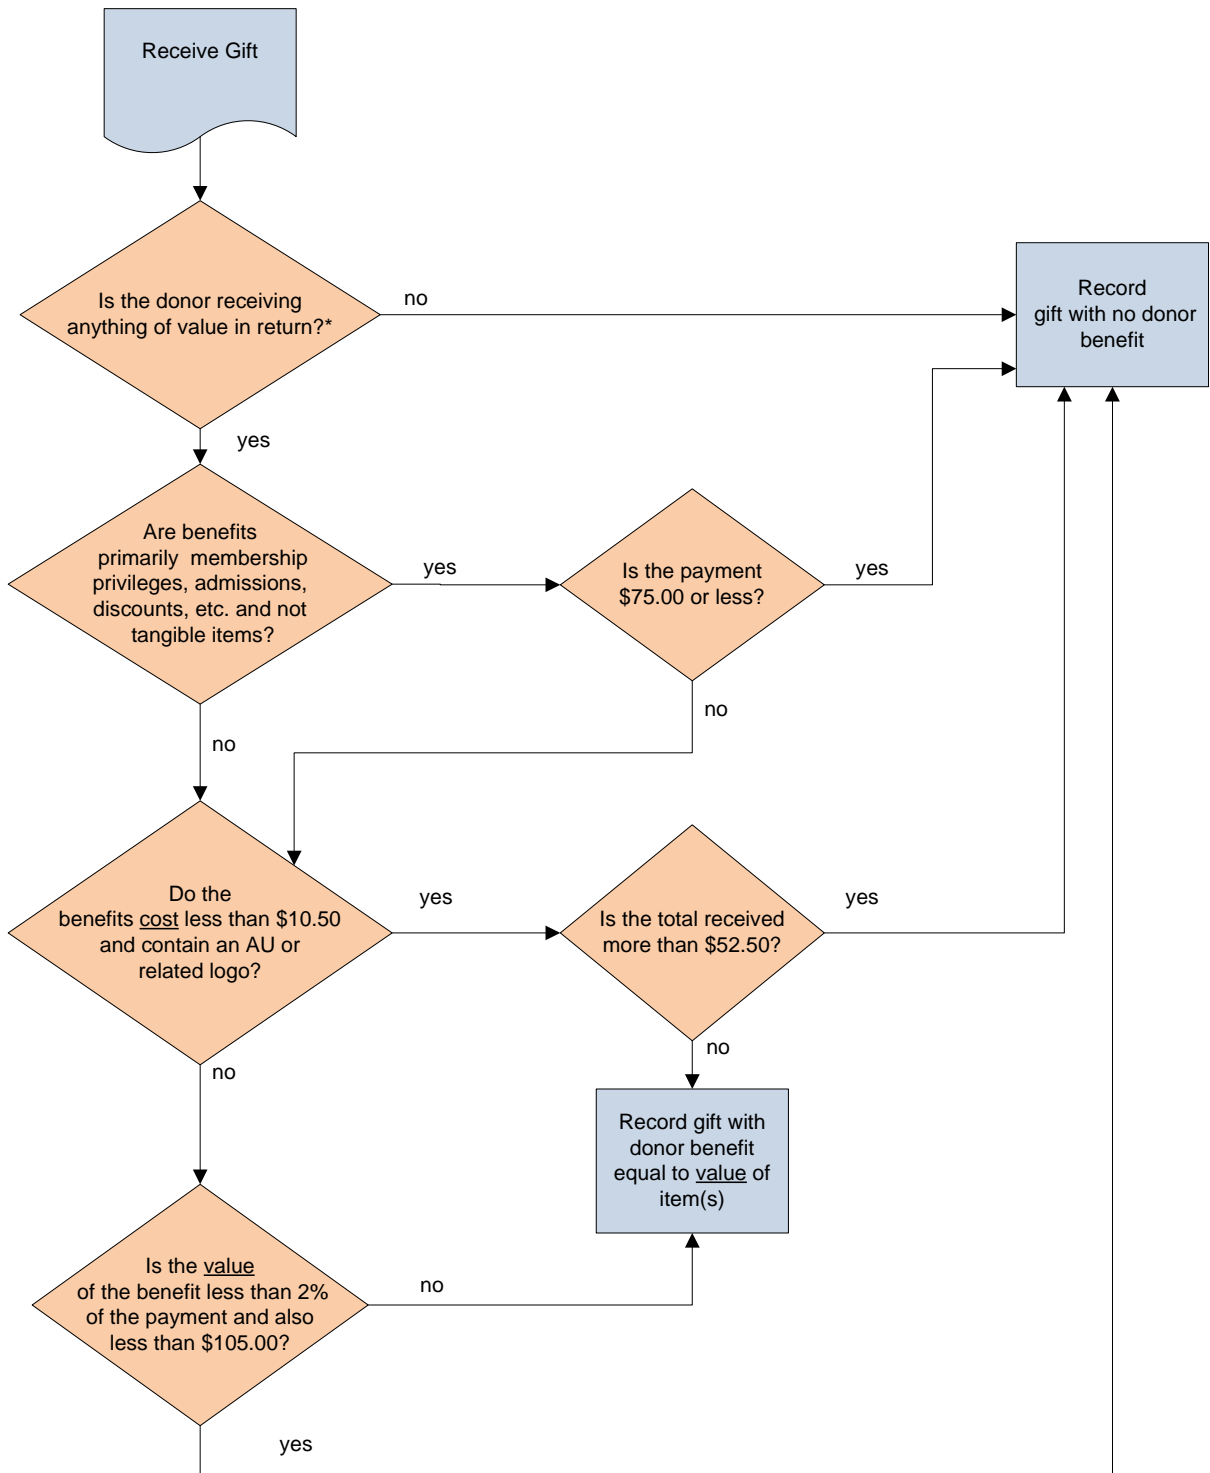 Receive Gift
Is the donor receiving
anything of value in return?*
no
Record
gift with no donor
benefit
yes
Are benefits
primarily membership
privileges, admissions,
discounts, etc. and not
tangible items?
yes
Is the payment
$75.00 or less?
yes
no
no
Do the
benefits cost less than $10.50
and contain an AU or
related logo?
yes
Is the total received
more than $52.50?
yes
no
no
Record gift with
donor benefit
equal to value of
item(s)
Is the value
of the benefit less than 2%
of the payment and also
less than $105.00?
no
yes